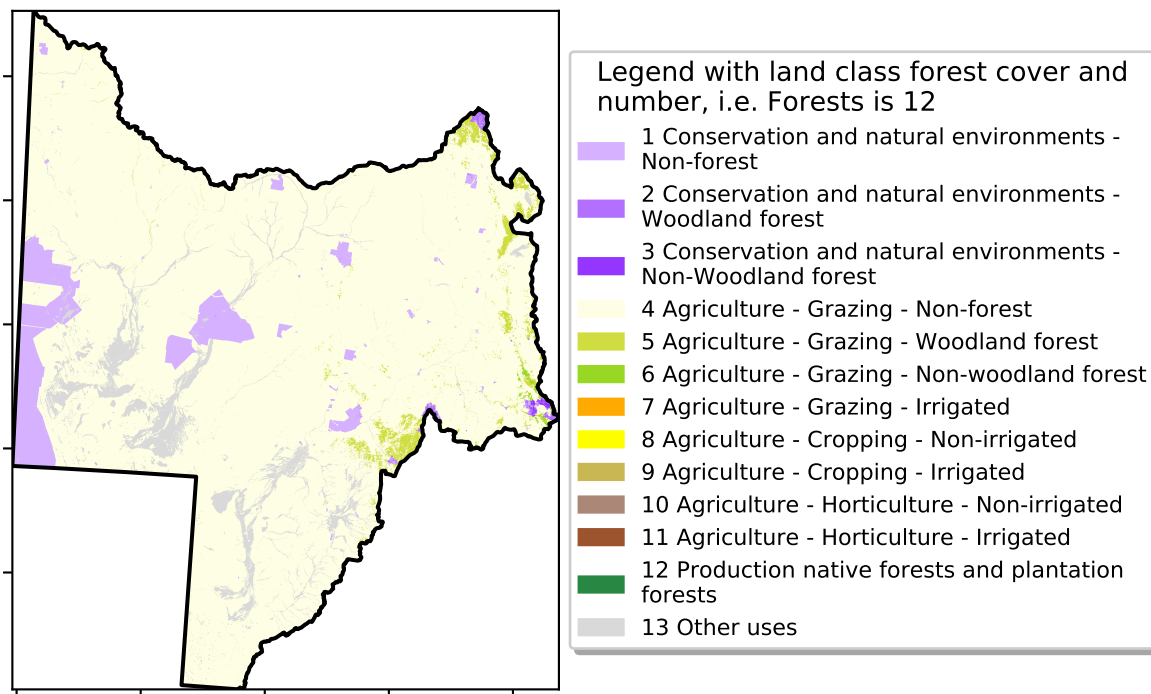 Legend with land class forest cover and
number, i.e. Forests is 12
1 Conservation and natural environments -
Non-forest
2 Conservation and natural environments -
Woodland forest
3 Conservation and natural environments -
Non-Woodland forest
4 Agriculture - Grazing - Non-forest
5 Agriculture - Grazing - Woodland forest
6 Agriculture - Grazing - Non-woodland forest
7 Agriculture - Grazing - Irrigated
8 Agriculture - Cropping - Non-irrigated
9 Agriculture - Cropping - Irrigated
10 Agriculture - Horticulture - Non-irrigated
11 Agriculture - Horticulture - Irrigated
12 Production native forests and plantation
forests
13 Other uses